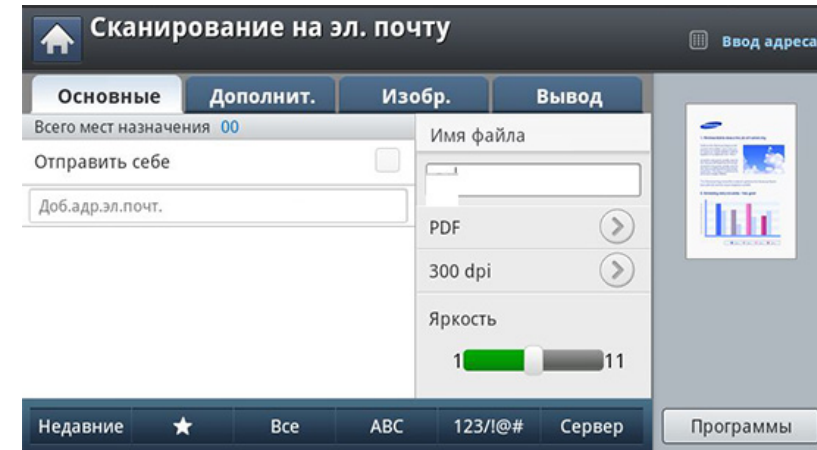 Сканирование на эл. почту
Ввод адреса
Основные
Дополнит.
Изобр.
Вывод
Всего мест назначения 00
Имя файла
Отправить себе
Доб.адр.эл.почт.
PDF
300 dpi
Яркость
1
11
Недавние
★
Все
ABC
123/!@#
Сервер
Программы